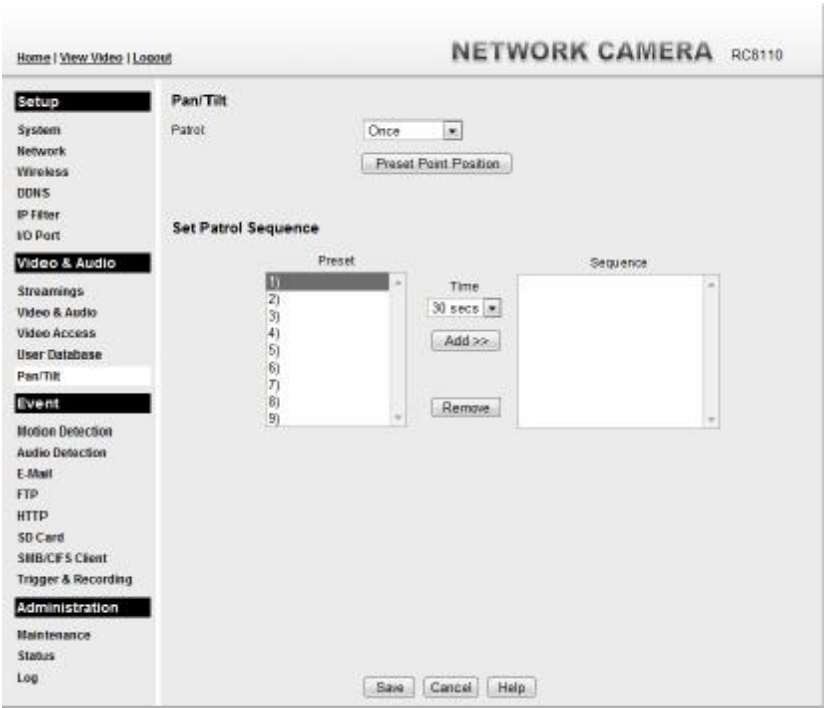 Home | View Video | Logout
NETWORK CAMERA RC8110
Setup
System
Network
Wireless
DDNS
IP Filter
I/O Port
Video & Audio
Streamings
Video & Audio
Video Access
User Database
Pan/Tilt
Event
Motion Detection
Audio Detection
E-Mail
FTP
HTTP
SD Card
SMB/CIFS Client
Trigger & Recording
Administration
Maintenance
Status
Log
Pan/Tilt
Patrol Once
Preset Point Position
Set Patrol Sequence
Preset
1)
2)
3)
4)
5)
6)
7)
8)
9)
Time
30 secs
Add >>
Remove
Sequence
Save Cancel Help